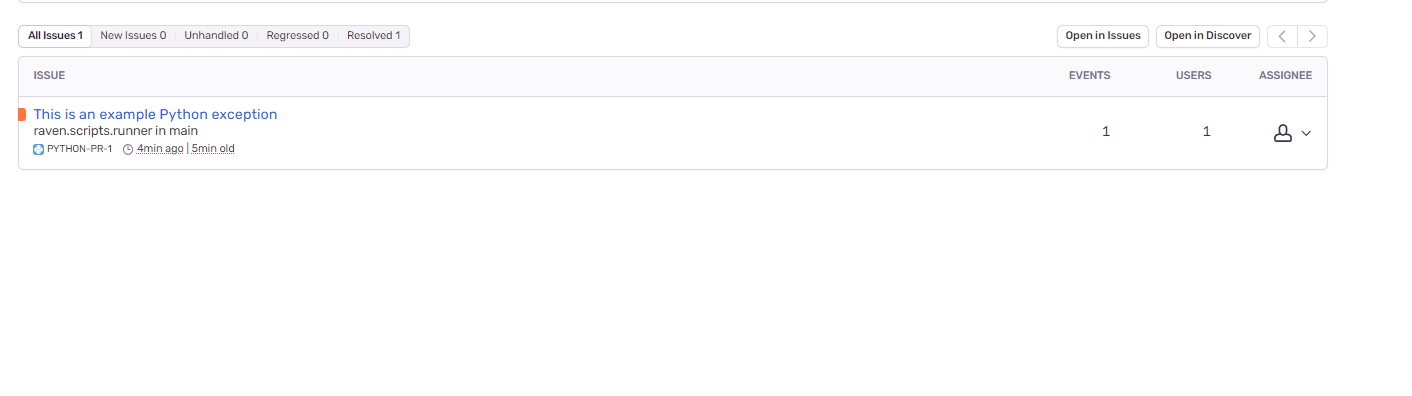 All Issues 1 New Issues 0 Unhandled 0 Regressed 0 Resolved 1 Open in Issues Open in Discover
ISSUE EVENTS USERS ASSIGNEE
This is an example Python exception
raven.scripts.runner in main 1 1
PYTHON-PR-1 4min ago | 5min old